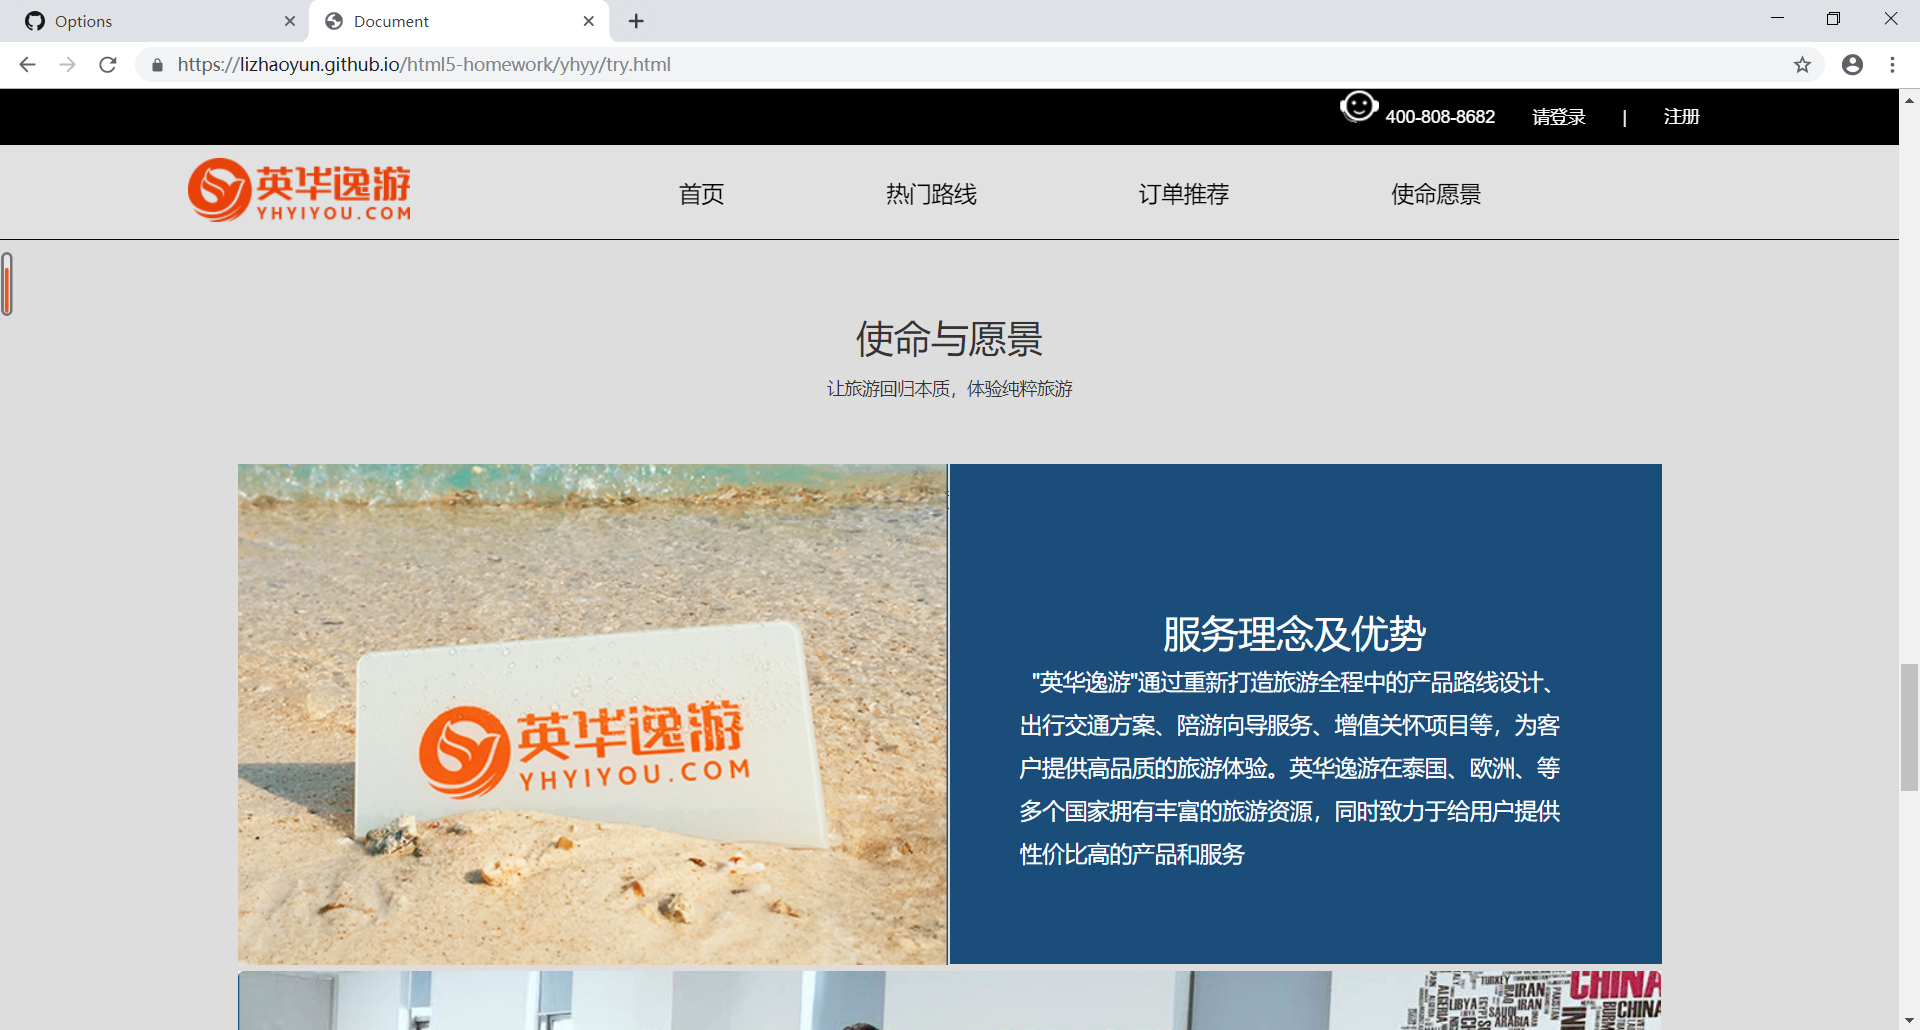 Options
Document
https://lizhaoyun.github.io/html5-homework/yhyy/try.html
400-808-8682 请登录 | 注册
英华逸游
YHYIYOU.COM
首页 热门路线 订单推荐 使命愿景
使命与愿景
让旅游回归本质，体验纯粹旅游
英华逸游
YHYIYOU.COM
服务理念及优势
"英华逸游"通过重新打造旅游全程中的产品路线设计、
出行交通方案、陪游向导服务、增值关怀项目等，为客
户提供高品质的旅游体验。英华逸游在泰国、欧洲、等
多个国家拥有丰富的旅游资源，同时致力于给用户提供
性价比高的产品和服务
TURKEY
CHINA
IRAN
IRAN
ALGERIA
LIBYA
SAUDI
ARABIA
CHINA